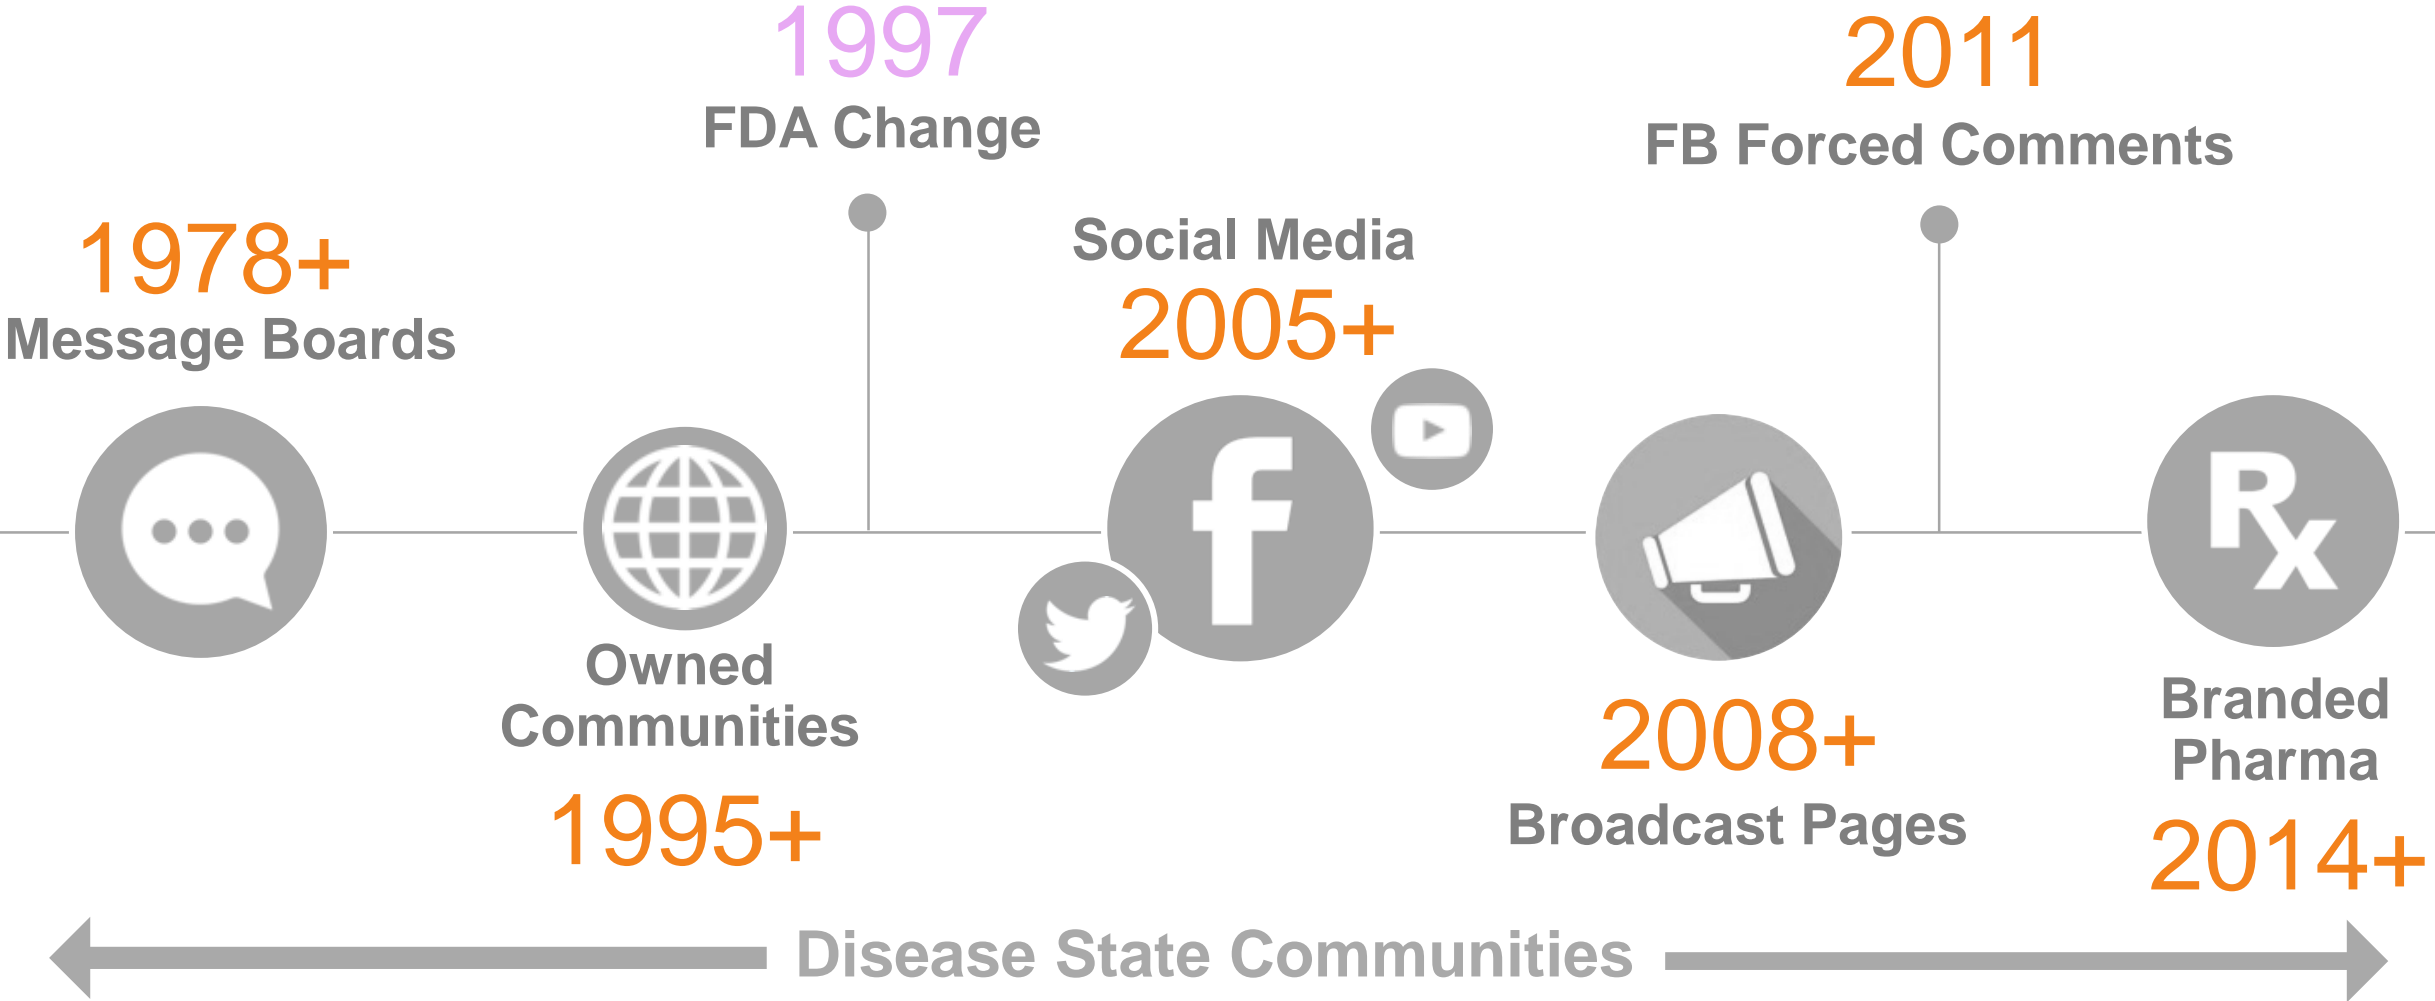 1978+
Message Boards
Owned
Communities
1995+
1997
FDA Change
Social Media
2005+
2008+
Broadcast Pages
2011
FB Forced Comments
Rx
Branded
Pharma
2014+
Disease State Communities